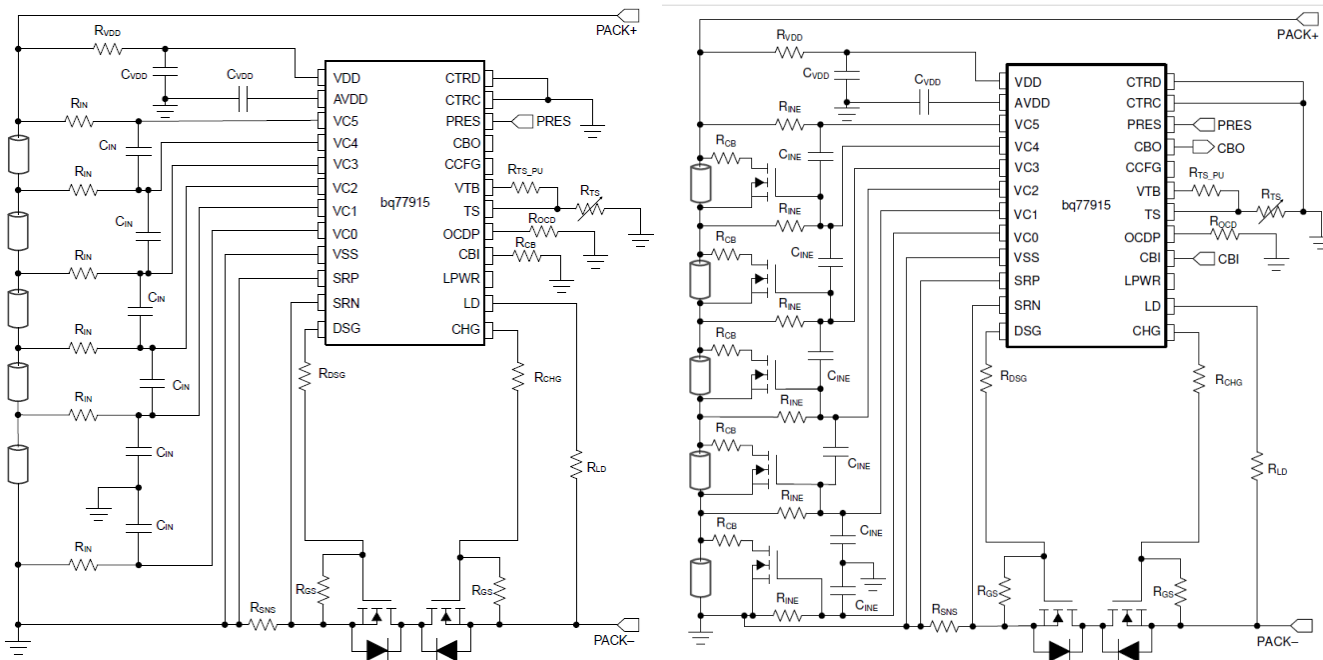 PACK+
RVDD
CVDD
CVDD
RIN
CIN
RIN
CIN
RIN
CIN
RIN
CIN
RIN
CIN
CIN
RIN
VDD
AVDD
VC5
VC4
VC3
VC2
VC1
VC0
VSS
SRP
SRN
DSG
bq77915
CTRD
CTRC
PRES
CBO
CCFG
VTB
TS
OCDP
CBI
LPWR
LD
CHG
PRES
RTS_PU
RTS
ROCD
RCB
RDSG
RCHG
RLD
RGS
RGS
RSNS
PACK–
PACK+
RVDD
CVDD
CVDD
RINE
RCB
CINE
RINE
RCB
CINE
RINE
RCB
CINE
RINE
RCB
CINE
RINE
RCB
CINE
CINE
RINE
VDD
AVDD
VC5
VC4
VC3
VC2
VC1
VC0
VSS
SRP
SRN
DSG
bq77915
CTRD
CTRC
PRES
CBO
CCFG
VTB
TS
OCDP
CBI
LPWR
LD
CHG
PRES
CBO
RTS_PU
RTS
ROCD
CBI
RDSG
RCHG
RLD
RGS
RGS
RSNS
PACK–